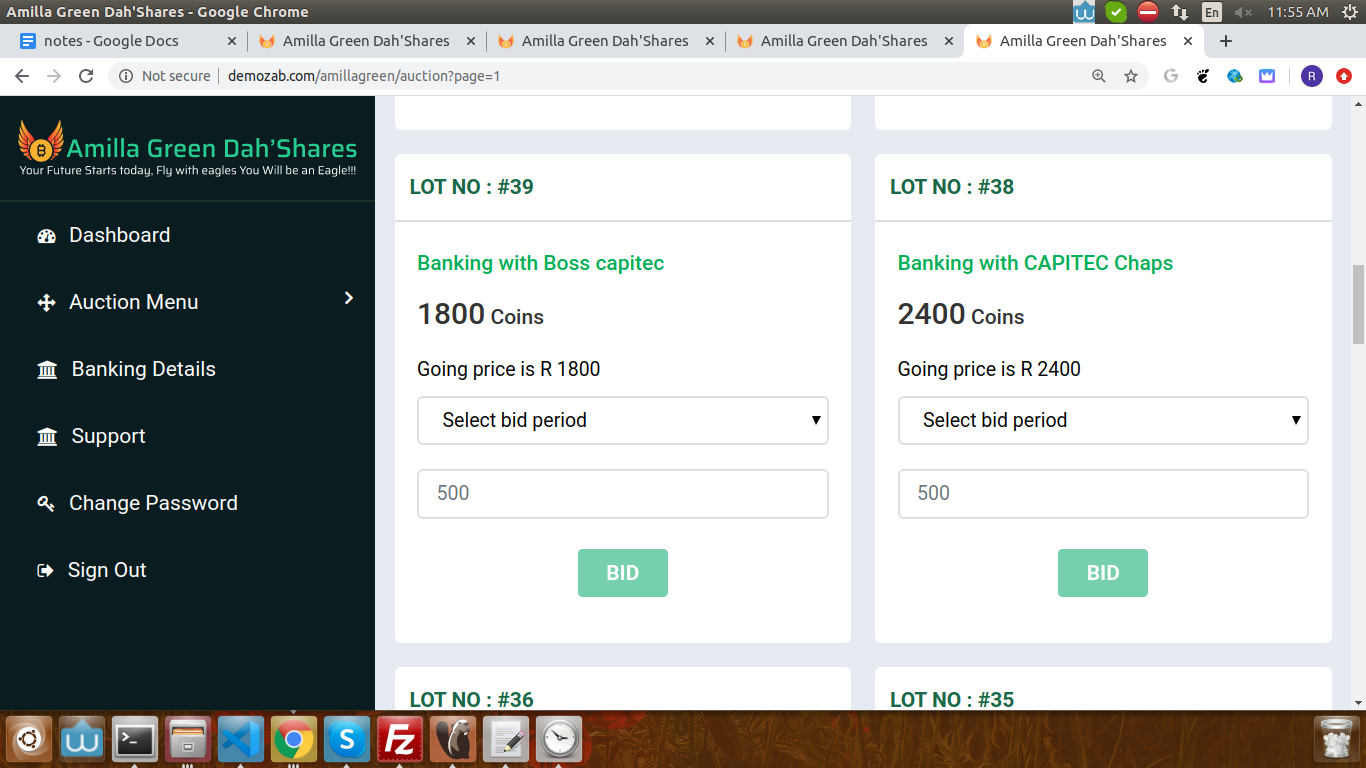 Amilla Green Dah'Shares - Google Chrome
En
11:55 AM
notes - Google Docs
Amilla Green Dah'Shares
Amilla Green Dah'Shares
Amilla Green Dah'Shares
Amilla Green Dah'Shares
Not secure
demozab.com/amillagreen/auction?page=1
G
R
Amilla Green Dah'Shares
Your Future Starts today, Fly with eagles You Will be an Eagle!!!
Dashboard
Auction Menu
Banking Details
Support
Change Password
Sign Out
LOT NO : #39
Banking with Boss capitec
1800 Coins
Going price is R 1800
Select bid period
500
BID
LOT NO : #38
Banking with CAPITEC Chaps
2400 Coins
Going price is R 2400
Select bid period
500
BID
LOT NO : #36
LOT NO : #35